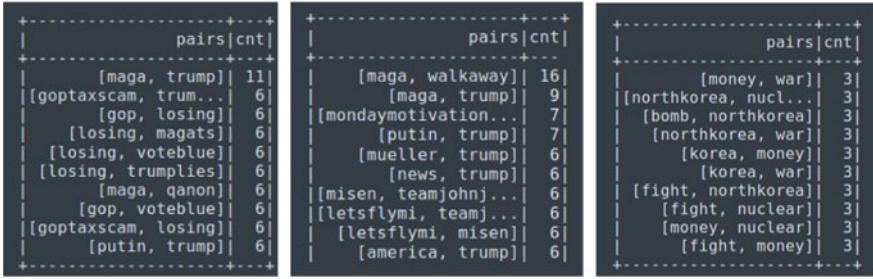 +--------------------+---+
|               pairs|cnt|
+--------------------+---+
|       [maga, trump]| 11|
|[goptaxscam, trum...|  6|
|       [gop, losing]|  6|
|    [losing, magats]|  6|
|  [losing, voteblue]|  6|
| [losing, trumplies]|  6|
|       [maga, qanon]|  6|
|     [gop, voteblue]|  6|
|[goptaxscam, losing]|  6|
|      [putin, trump]|  6|
+--------------------+---+
+--------------------+---+
|               pairs|cnt|
+--------------------+---
|    [maga, walkaway]| 16|
|       [maga, trump]|  9|
|[mondaymotivation...|  7|
|      [putin, trump]|  7|
|    [mueller, trump]|  6|
|       [news, trump]|  6|
|[misen, teamjohnj...|  6|
|[letsflymi, teamj...|  6|
|  [letsflymi, misen]|  6|
|    [america, trump]|  6|
+--------------------+---+
+--------------------+---+
|               pairs|cnt|
+--------------------+---+
|        [money, war]|  3|
|[northkorea, nucl...|  3|
|  [bomb, northkorea]|  3|
|   [northkorea, war]|  3|
|      [korea, money]|  3|
|        [korea, war]|  3|
| [fight, northkorea]|  3|
|    [fight, nuclear]|  3|
|    [money, nuclear]|  3|
|      [fight, money]|  3|
+--------------------+---+